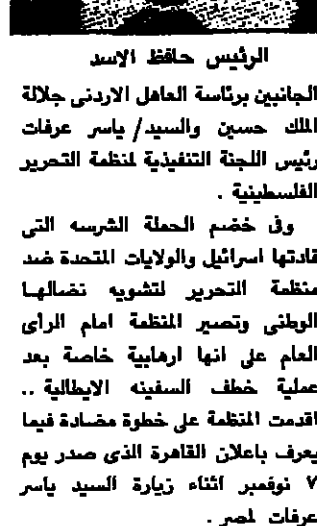 الرئيس حافظ الاسد
الجانبين برئاسة العاهل الاردنى جلالة
الملك حسين والسيد/ ياسر عرفات
رئيس اللجنة التنفيذية لمنظمة التحرير
الفلسطينية .
وفى خضم الحملة الشرسه التى
قادتها اسرائيل والولايات المتحدة ضد
منظمة التحرير لتشويه نضالها
الوطنى وتصير المنظمة امام الراى
العام على انها ارهابية خاصة بعد
عملية خطف السفينه الايطالية ..
اقدمت المنظمة على خطوة مضادة فيما
يعرف باعلان القاهرة الذى صدر يوم
٧ نوفمبر اثناء زيارة السيد ياسر
عرفات لمصر .